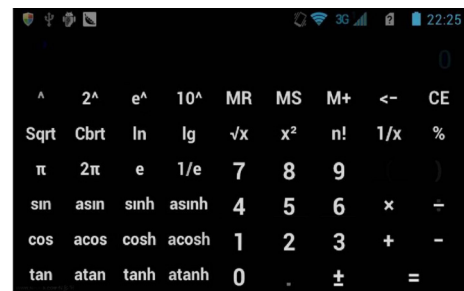 3G 22:25
0
^ 2^ e^ 10^ MR MS M+ <- CE
Sqrt Cbrt ln lg √x x² n! 1/x %
π 2π e 1/e 7 8 9 ( )
sin asin sinh asinh 4 5 6 × ÷
cos acos cosh acosh 1 2 3 + −
tan atan tanh atanh 0 . ± =